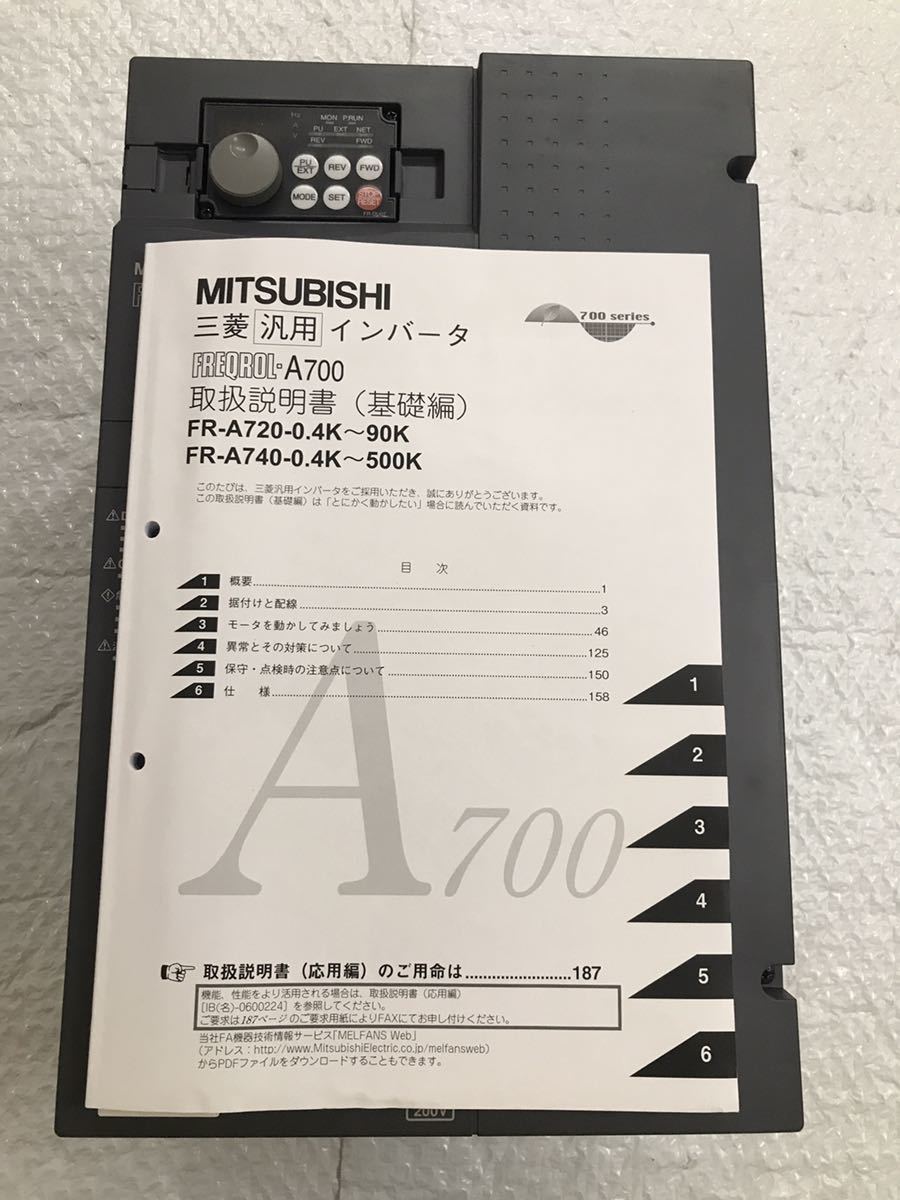 Hz
MON P.RUN
A
PU EXT NET
V
REV FWD
PU
EXT
REV
FWD
MODE
SET
STOP
RESET
MITSUBISHI
700 series
三菱 汎用 インバータ
FREQROL-A700
取扱説明書（基礎編）
FR-A720-0.4K～90K
FR-A740-0.4K～500K
このたびは、三菱汎用インバータをご採用いただき、誠にありがとうございます。
この取扱説明書（基礎編）は「とにかく動かしたい」場合に読んでいただく資料です。
目 次
1 概要 1
2 据付けと配線 3
3 モータを動かしてみましょう 46
4 異常とその対策について 125
5 保守・点検時の注意点について 150
6 仕 様 158
A700
1
2
3
4
5
6
取扱説明書（応用編）のご用命は 187
機能、性能をより活用される場合は、取扱説明書（応用編）
[IB(名)-0600224] を参照してください。
ご要求は187ページのご要求用紙によりFAXにてお申し付けください。
当社FA機器技術情報サービス「MELFANS Web」
（アドレス：http://www.MitsubishiElectric.co.jp/melfansweb）
からPDFファイルをダウンロードすることもできます。
200V